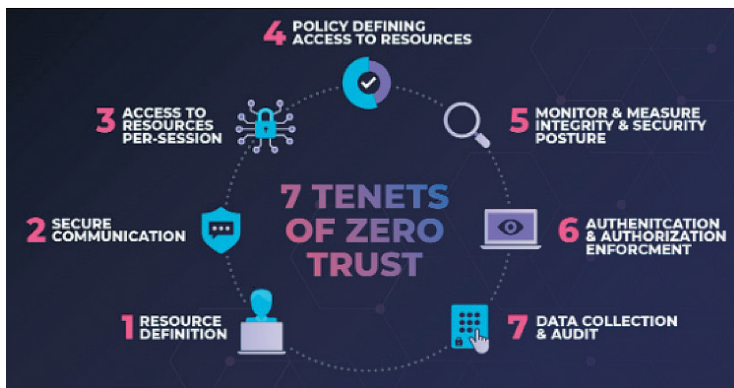 4 POLICY DEFINING
ACCESS TO RESOURCES
3 ACCESS TO
RESOURCES
PER-SESSION
5 MONITOR & MEASURE
INTEGRITY & SECURITY
POSTURE
7 TENETS
OF ZERO
TRUST
2 SECURE
COMMUNICATION
6 AUTHENITCATION
& AUTHORIZATION
ENFORCMENT
1 RESOURCE
DEFINITION
7 DATA COLLECTION
& AUDIT